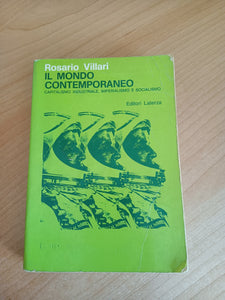 Rosario Villari
IL MONDO
CONTEMPORANEO
CAPITALISMO INDUSTRIALE, IMPERIALISMO E SOCIALISMO
Editori Laterza